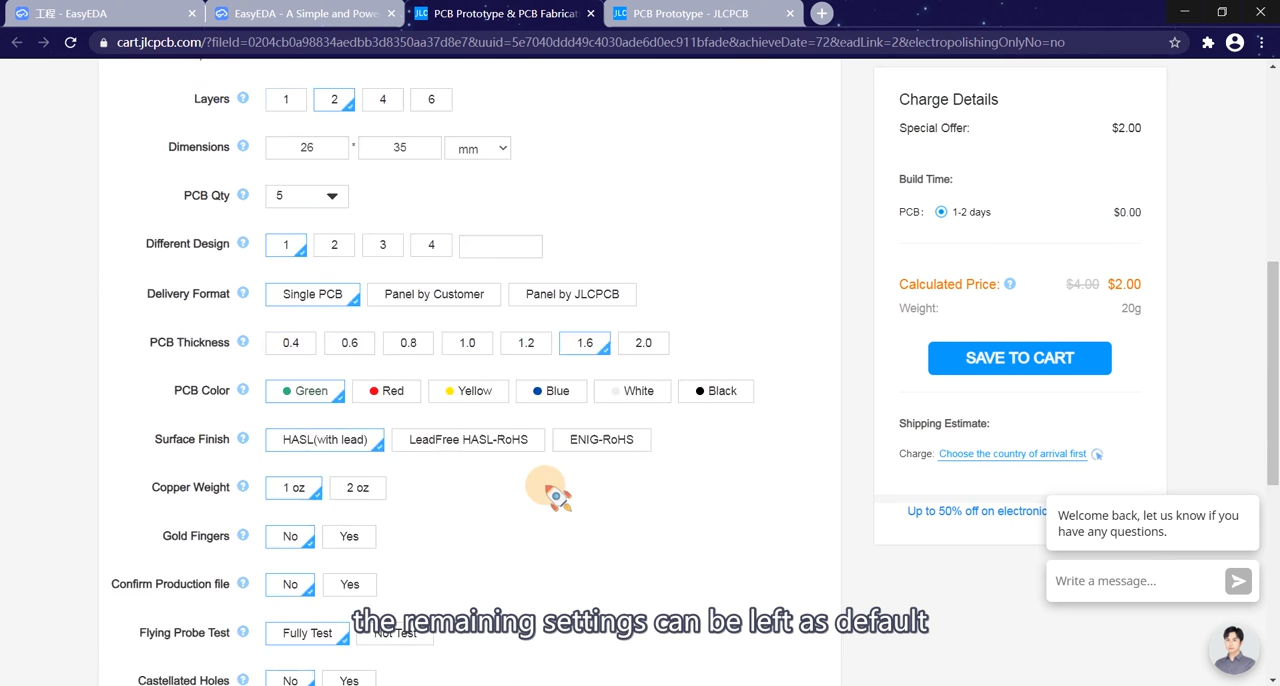 工程 - EasyEDA
EasyEDA - A Simple and Powe
PCB Prototype & PCB Fabricat
PCB Prototype - JLCPCB
cart.jlcpcb.com/?fileId=0204cb0a98834aedbb3d8350aa37d8e7&uuid=5e7040ddd49c4030ade6d0ec911bfade&achieveDate=72&eadLink=2&electropolishingOnlyNo=no
Layers ? 1 2 4 6
Dimensions ? 26 * 35 mm
PCB Qty ? 5
Different Design ? 1 2 3 4
Delivery Format ? Single PCB Panel by Customer Panel by JLCPCB
PCB Thickness ? 0.4 0.6 0.8 1.0 1.2 1.6 2.0
PCB Color ? Green Red Yellow Blue White Black
Surface Finish ? HASL(with lead) LeadFree HASL-RoHS ENIG-RoHS
Copper Weight ? 1 oz 2 oz
Gold Fingers ? No Yes
Confirm Production file ? No Yes
Flying Probe Test ? Fully Test Not Test
Castellated Holes ? No Yes
the remaining settings can be left as default
Charge Details
Special Offer: $2.00
Build Time:
PCB: 1-2 days $0.00
Calculated Price: ? $4.00 $2.00
Weight: 20g
SAVE TO CART
Shipping Estimate:
Charge: Choose the country of arrival first
Up to 50% off on electronic
Welcome back, let us know if you
have any questions.
Write a message...